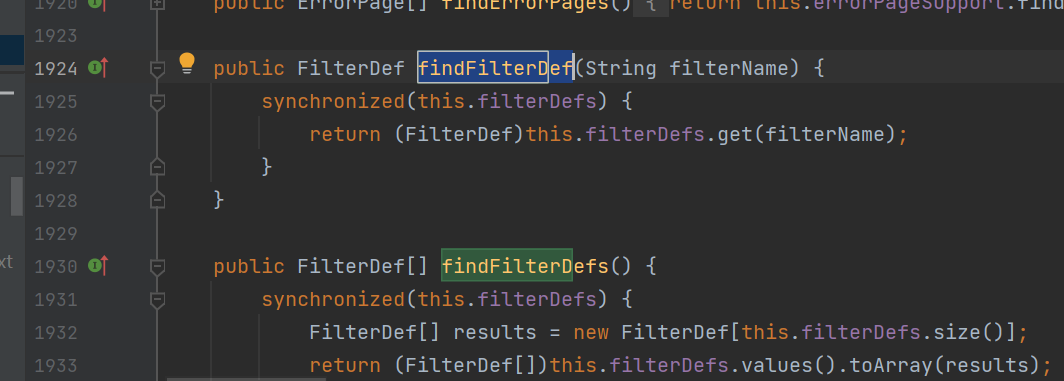 1920 public ErrorPage[] findErrorPages() { return this.errorPageSupport.find
1923
1924 public FilterDef findFilterDef(String filterName) {
1925 synchronized(this.filterDefs) {
1926 return (FilterDef)this.filterDefs.get(filterName);
1927 }
1928 }
1929
xt
1930 public FilterDef[] findFilterDefs() {
1931 synchronized(this.filterDefs) {
1932 FilterDef[] results = new FilterDef[this.filterDefs.size()];
1933 return (FilterDef[])this.filterDefs.values().toArray(results);